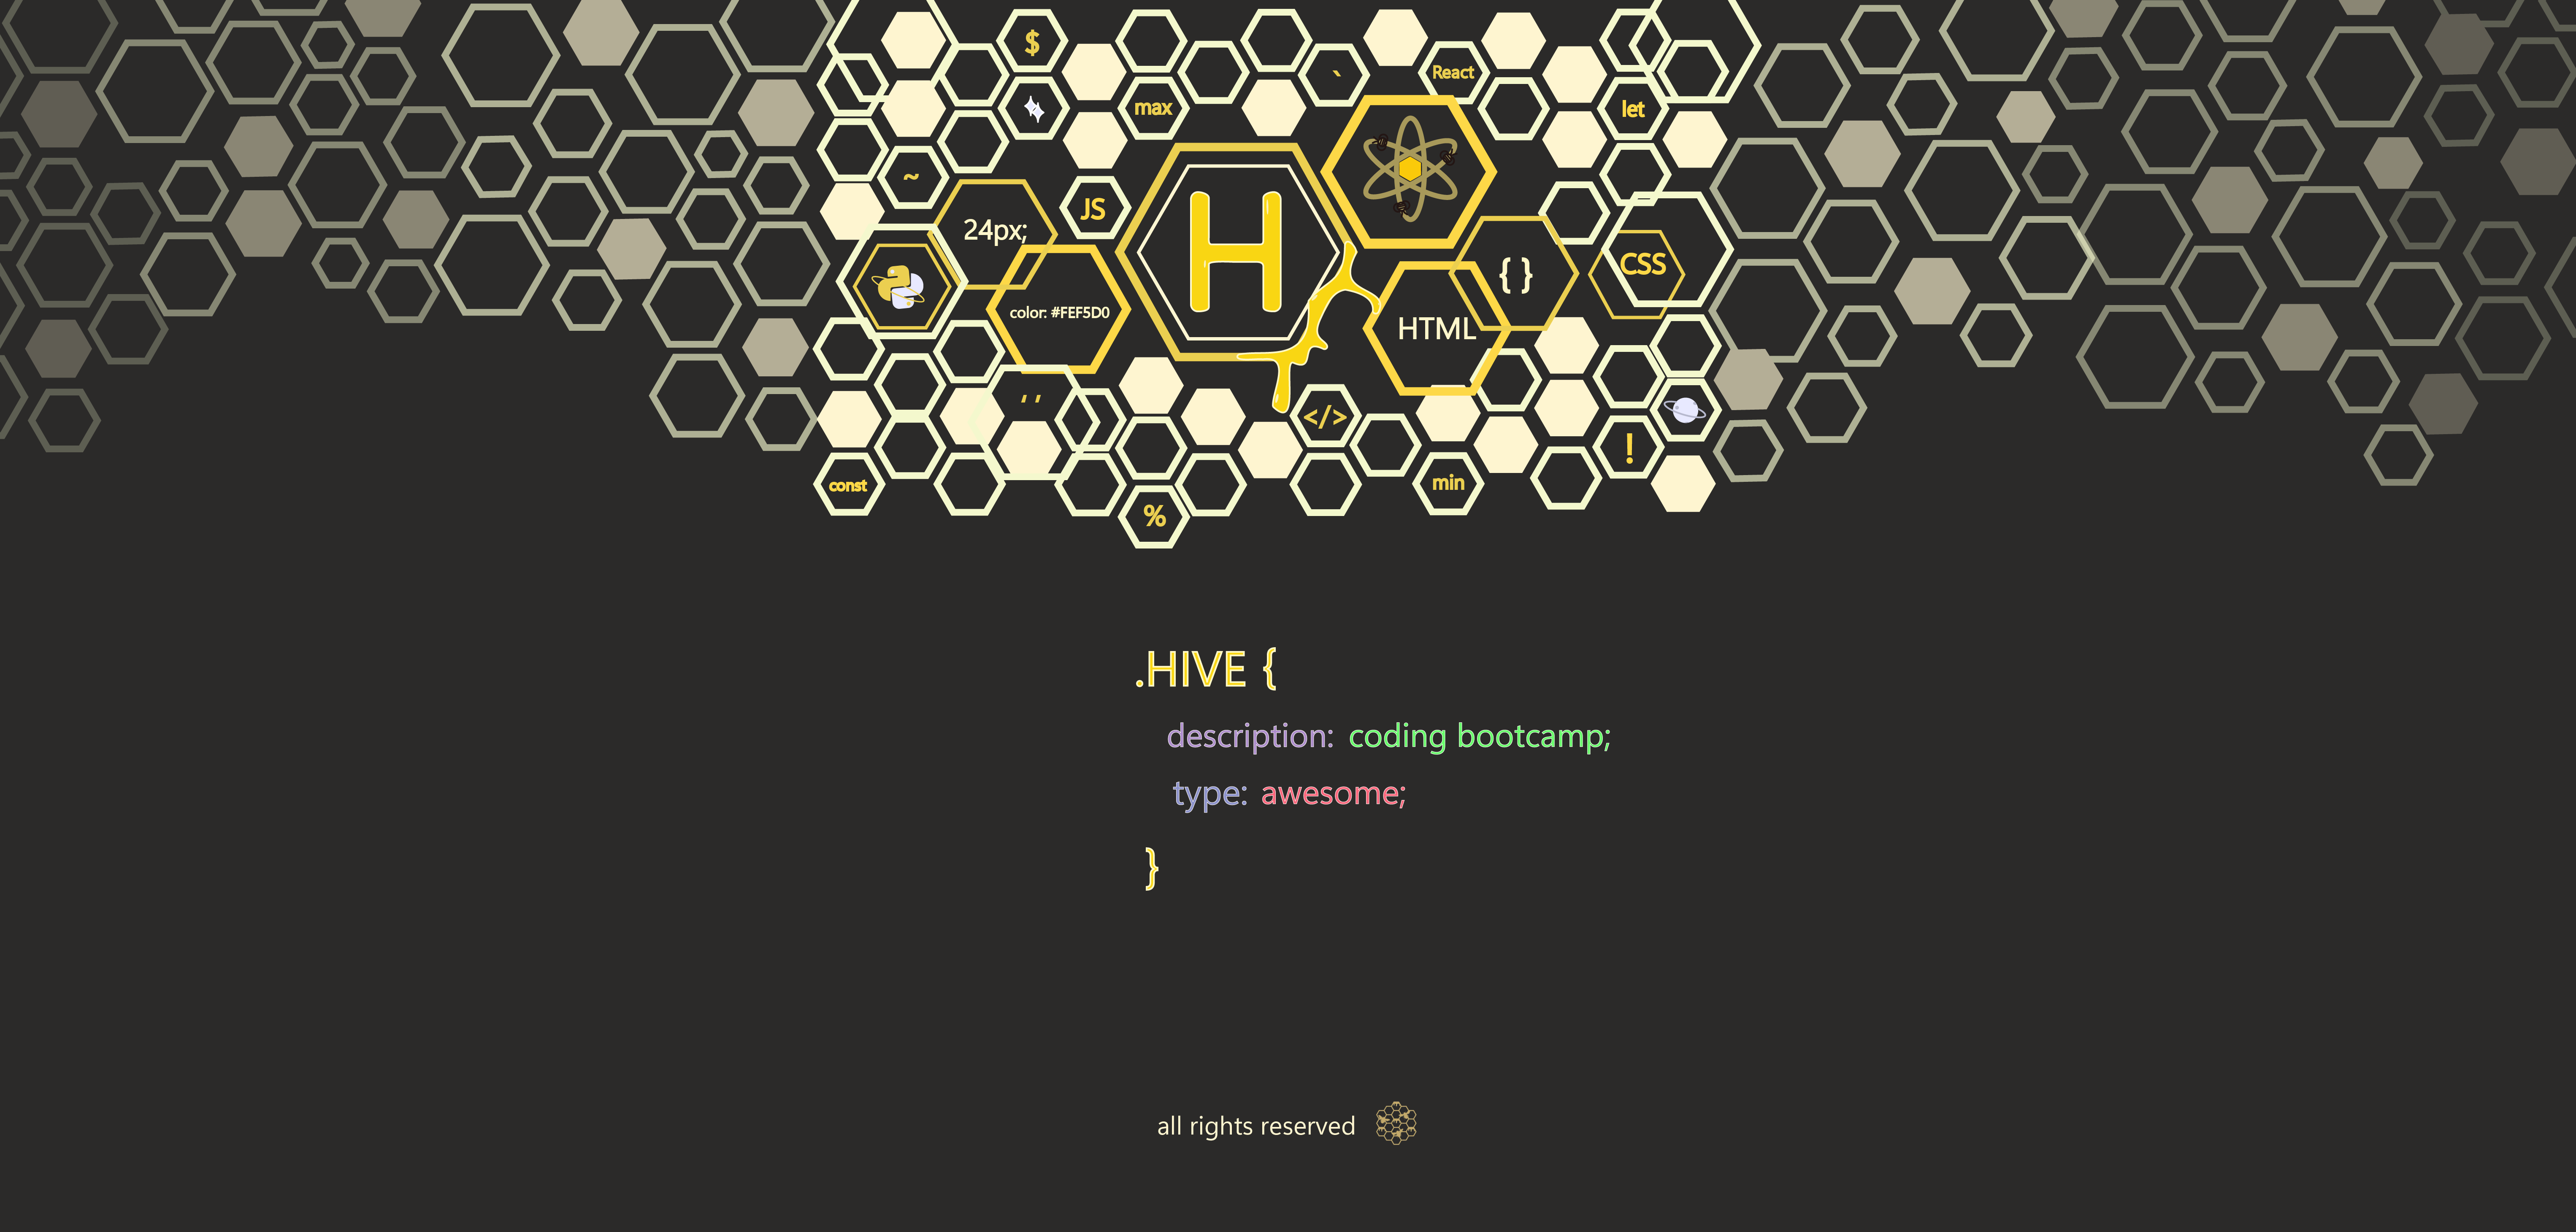 $
`
React
max
let
~
24px;
JS
H
{ }
CSS
color: #FEF5D0
HTML
' '
</>
!
const
min
%
.HIVE {
description: coding bootcamp;
type: awesome;
}
all rights reserved